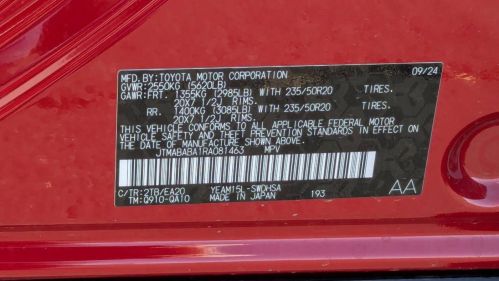 MFD. BY: TOYOTA MOTOR CORPORATION 09/24
GVWR: 2550KG (5620LB)
GAWR: FRT. 1355KG (2985LB) WITH 235/50R20 TIRES.
20X7 1/2J RIMS.
RR. 1400KG (3085LB) WITH 235/50R20 TIRES.
20X7 1/2J RIMS.
THIS VEHICLE CONFORMS TO ALL APPLICABLE FEDERAL MOTOR
VEHICLE SAFETY AND THEFT PREVENTION STANDARDS IN EFFECT ON
THE DATE OF MANUFACTURE SHOWN ABOVE.
JTMABABA1RA081463 MPV
C/TR: 2TB/EA20 YEAM15L-SWDHSA
TM: Q910-QA10 MADE IN JAPAN 193 AA